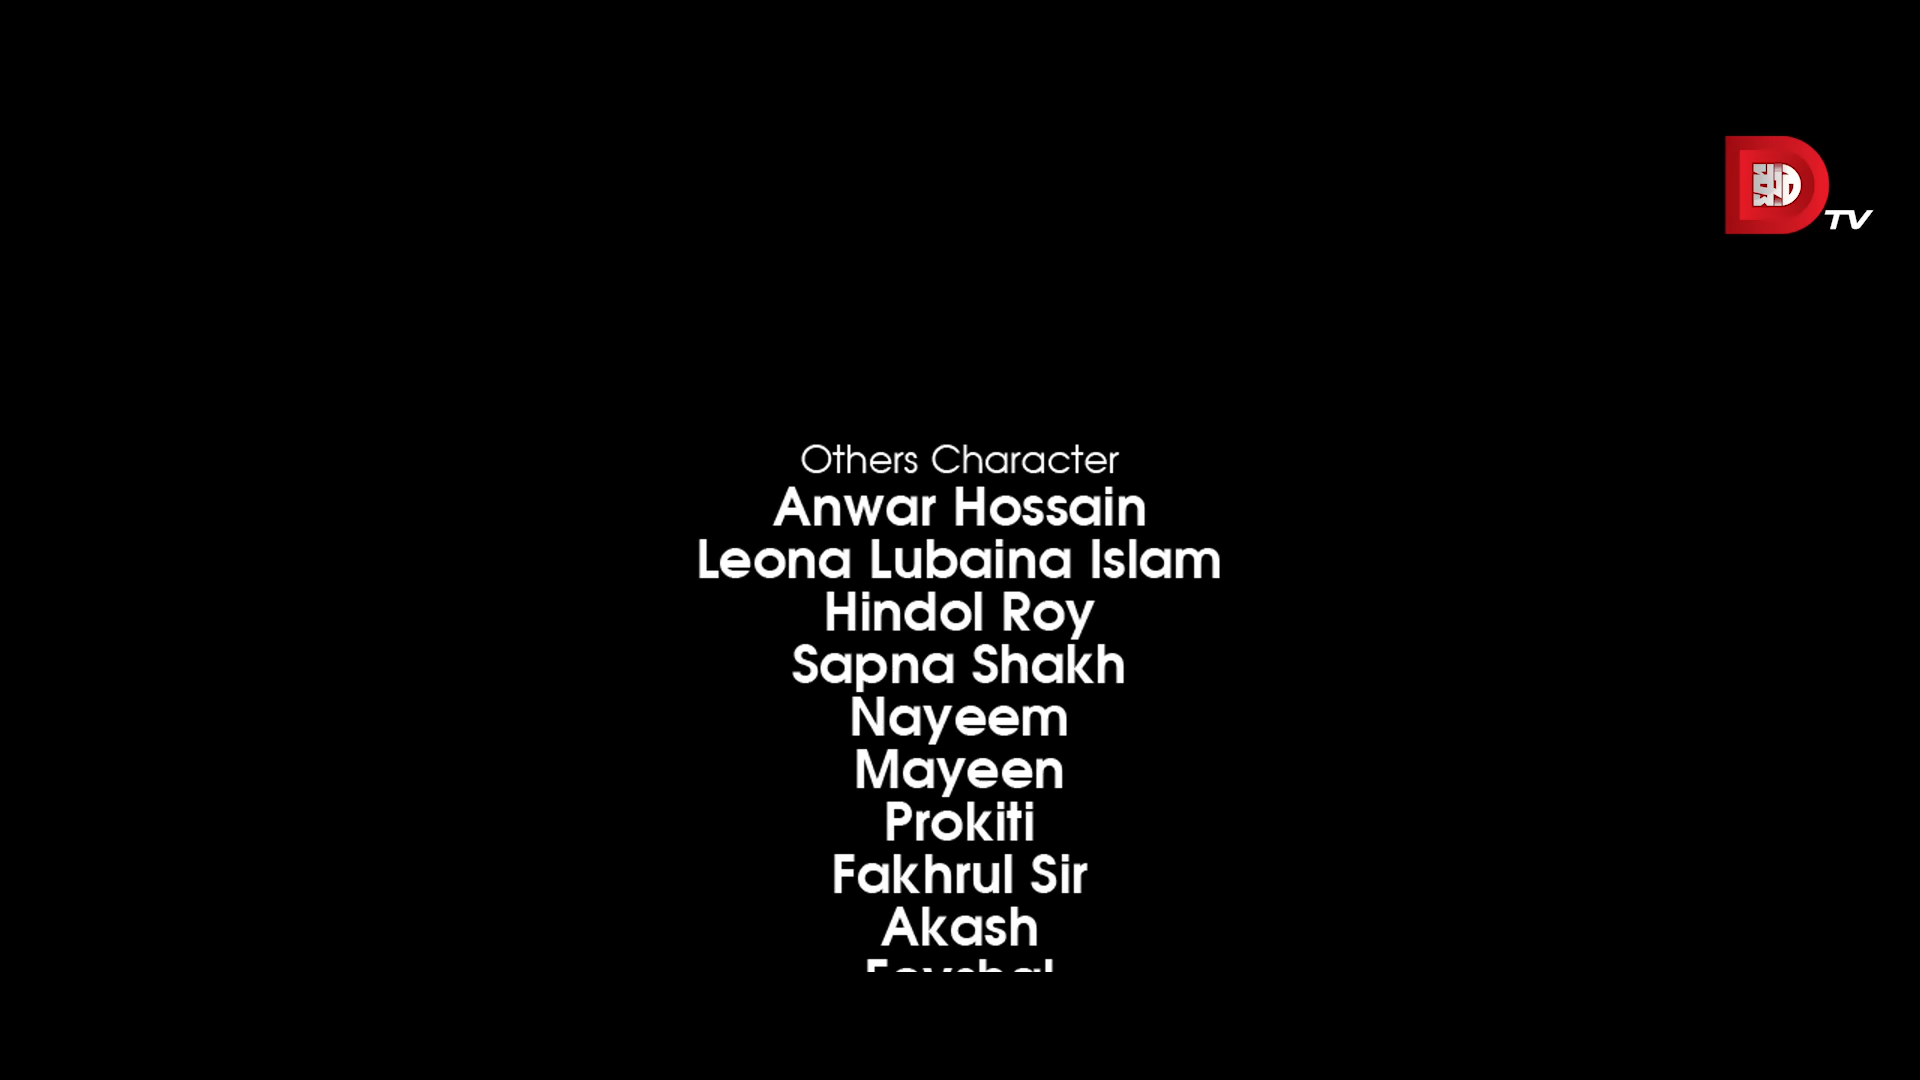 TV
Others Character
Anwar Hossain
Leona Lubaina Islam
Hindol Roy
Sapna Shakh
Nayeem
Mayeen
Prokiti
Fakhrul Sir
Akash